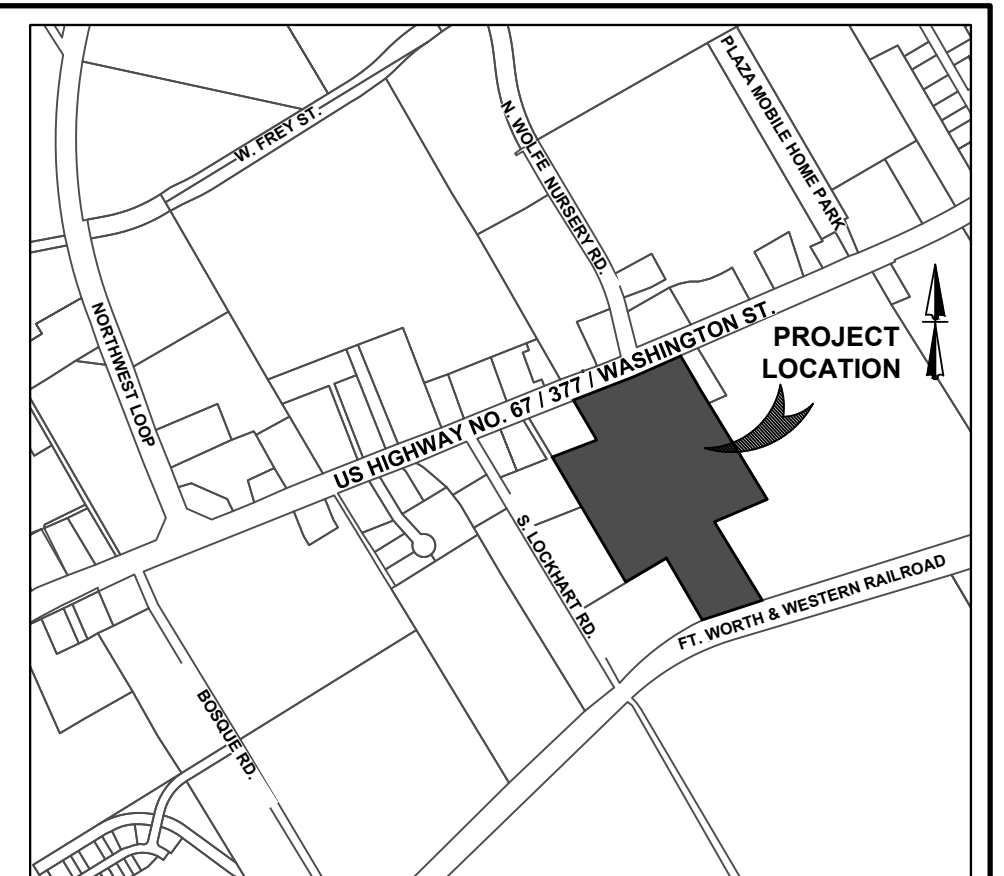 W. FREY ST.
N. WOLFE NURSERY RD.
PLAZA MOBILE HOME PARK
NORTHWEST LOOP
US HIGHWAY NO. 67 / 377 / WASHINGTON ST.
PROJECT
LOCATION
S. LOCKHART RD.
FT. WORTH & WESTERN RAILROAD
BOSQUE RD.